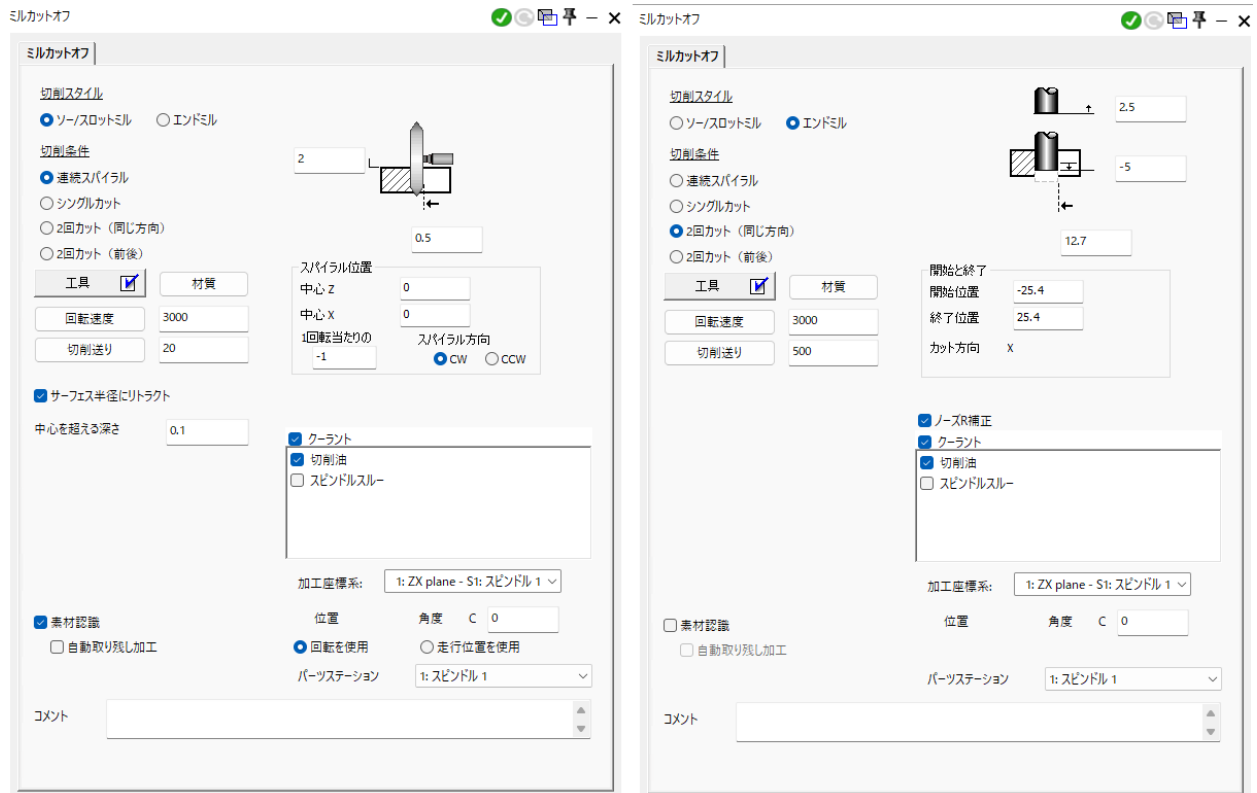 ミルカットオフ
ミルカットオフ
切削スタイル
ソー/スロットミル エンドミル
切削条件
2
連続スパイラル
シングルカット
2回カット（同じ方向）
0.5
2回カット（前後）
工具 材質
スパイラル位置
中心 Z 0
回転速度 3000
中心 X 0
切削送り 20
1回転当たりの スパイラル方向
-1 CW CCW
サーフェス半径にリトラクト
中心を超える深さ 0.1
クーラント
切削油
スピンドルスルー
加工座標系: 1: ZX plane - S1: スピンドル 1
位置 角度 C 0
素材認識
自動取り残し加工
回転を使用 走行位置を使用
パーツステーション 1: スピンドル 1
コメント
ミルカットオフ
ミルカットオフ
切削スタイル
2.5
ソー/スロットミル エンドミル
切削条件
-5
連続スパイラル
シングルカット
2回カット（同じ方向）
12.7
2回カット（前後）
工具 材質
開始と終了
開始位置 -25.4
回転速度 3000
終了位置 25.4
切削送り 500
カット方向 X
ノーズR補正
クーラント
切削油
スピンドルスルー
加工座標系: 1: ZX plane - S1: スピンドル 1
位置 角度 C 0
素材認識
自動取り残し加工
パーツステーション 1: スピンドル 1
コメント